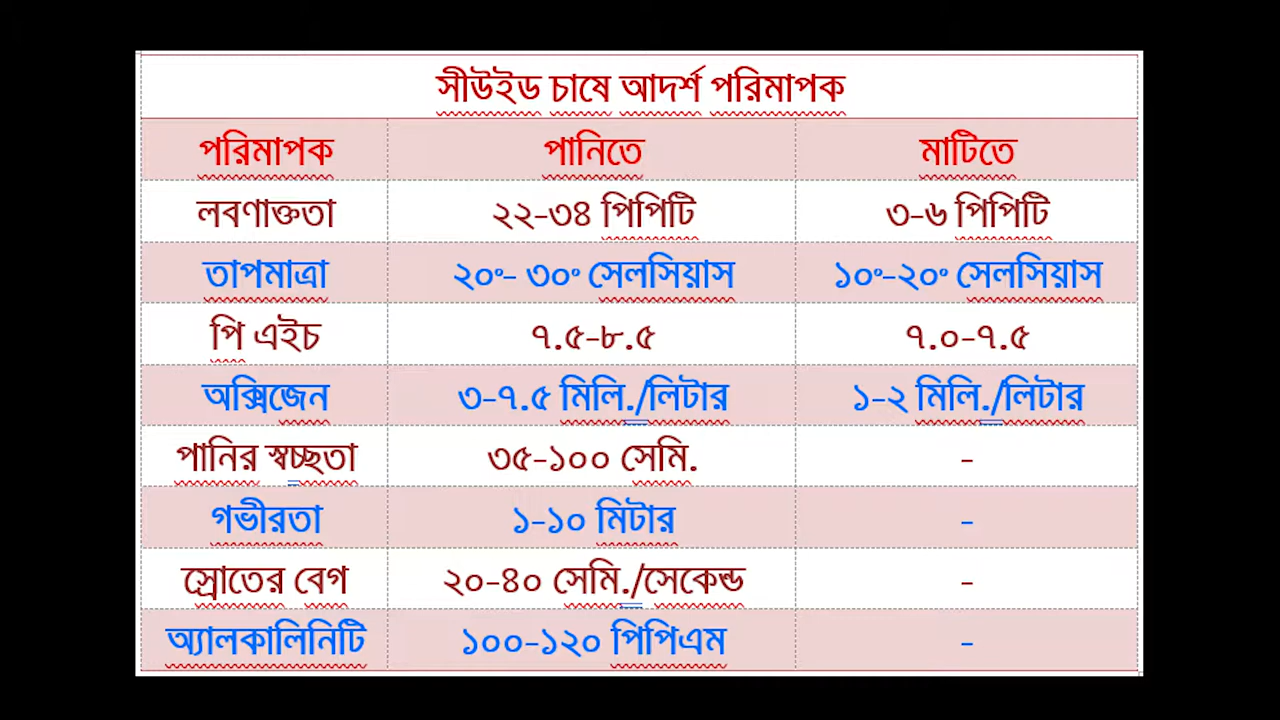 সীউইড চাষে আদর্শ পরিমাপক
পরিমাপক পানিতে মাটিতে
লবণাক্ততা ২২-৩৪ পিপিটি ৩-৬ পিপিটি
তাপমাত্রা ২০°- ৩০° সেলসিয়াস ১০°-২০° সেলসিয়াস
পি এইচ ৭.৫-৮.৫ ৭.০-৭.৫
অক্সিজেন ৩-৭.৫ মিলি./লিটার ১-২ মিলি./লিটার
পানির স্বচ্ছতা ৩৫-১০০ সেমি. -
গভীরতা ১-১০ মিটার -
স্রোতের বেগ ২০-৪০ সেমি./সেকেন্ড -
অ্যালকালিনিটি ১০০-১২০ পিপিএম -